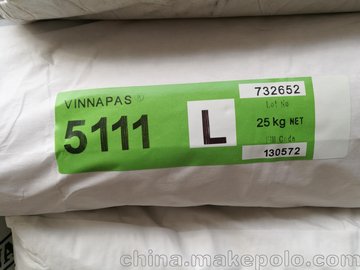 732652
VINNAPAS®
Lot No
5111
L
25 kg NET
130572
china.makepolo.com